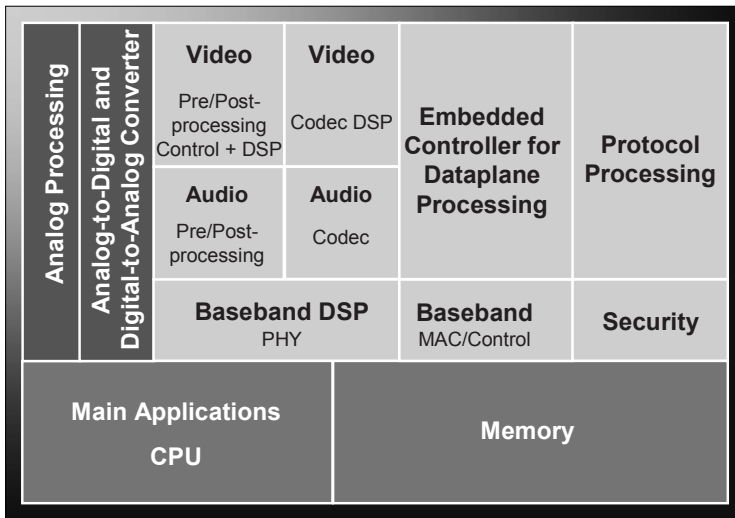 Analog Processing
Analog-to-Digital and
Digital-to-Analog Converter
Video
Pre/Post-
processing
Control + DSP
Video
Codec DSP
Audio
Pre/Post-
processing
Audio
Codec
Embedded
Controller for
Dataplane
Processing
Protocol
Processing
Baseband DSP
PHY
Baseband
MAC/Control
Security
Main Applications
CPU
Memory